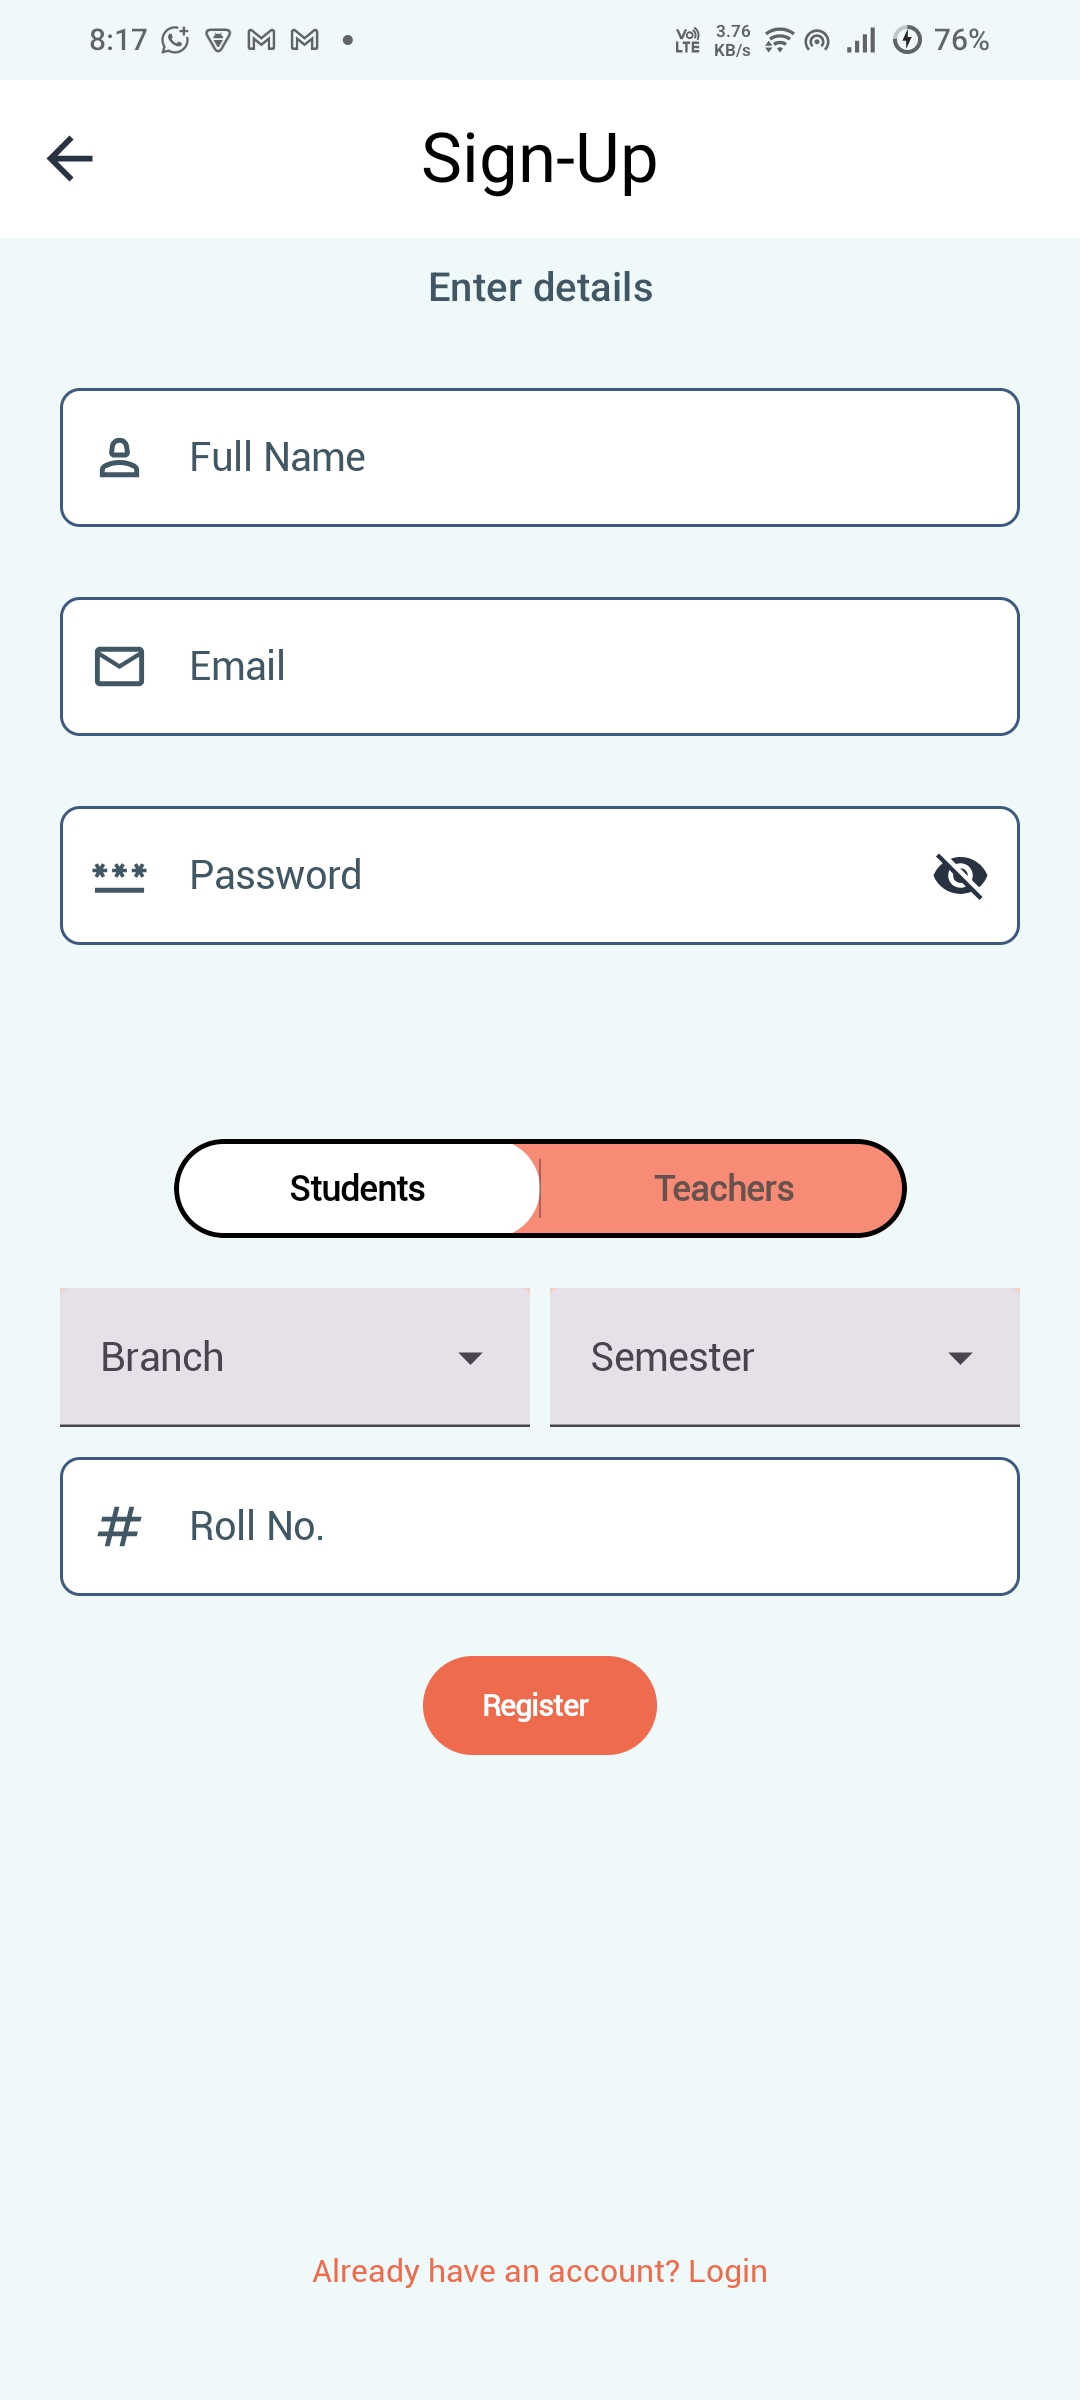 8:17 Vo)) LTE 3.76 KB/s 76%
Sign-Up
Enter details
Full Name
Email
*** Password
Students Teachers
Branch Semester
# Roll No.
Register
Already have an account? Login